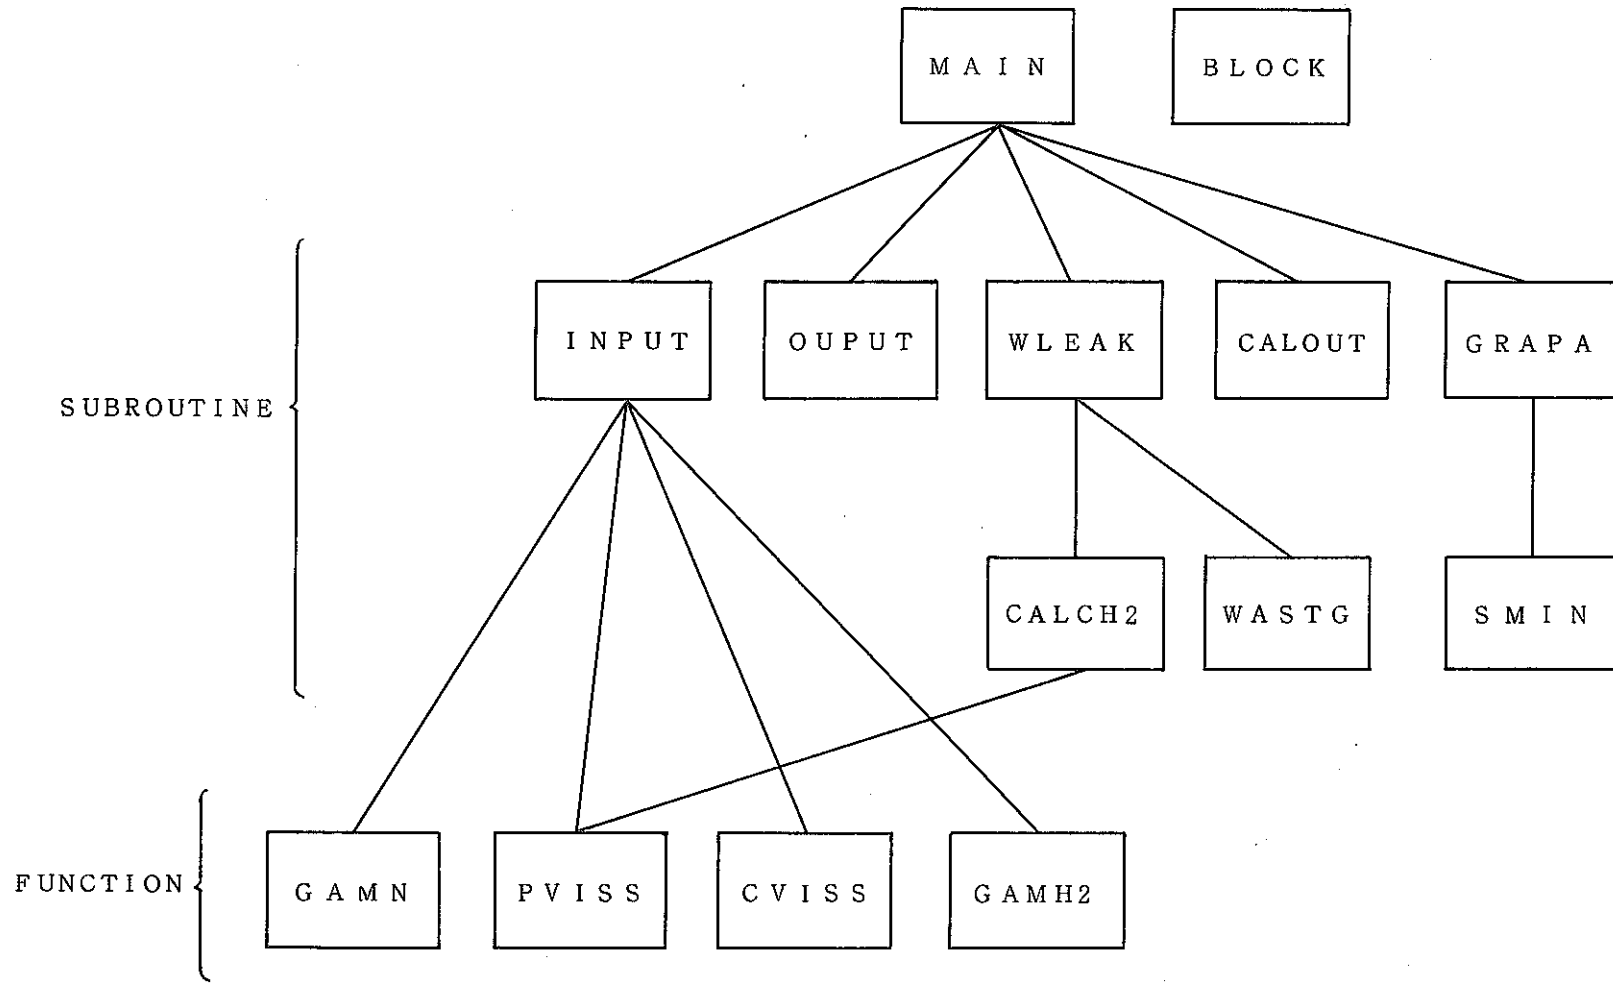 MAIN
BLOCK
INPUT
OUPUT
WLEAK
CALOUT
GRAPA
SUBROUTINE
CALCH2
WASTG
SMIN
FUNCTION
GAMN
PVISS
CVISS
GAMH2